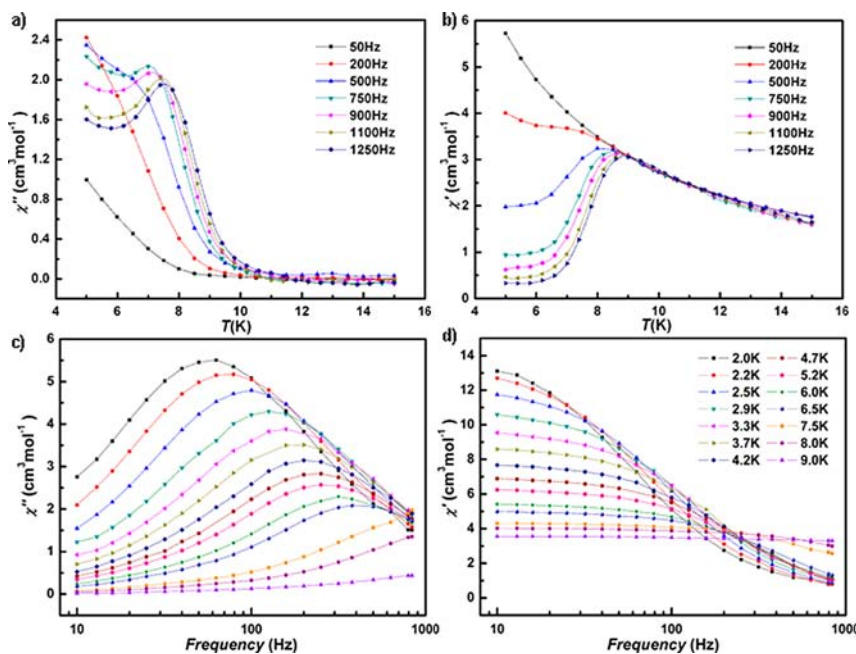 a)
2.4
2.0
1.6
1.2
0.8
0.4
0.0
χ'' (cm³mol⁻¹)
50Hz
200Hz
500Hz
750Hz
900Hz
1100Hz
1250Hz
4 6 8 10 12 14 16
T(K)
b)
6
5
4
3
2
1
0
χ' (cm³mol⁻¹)
50Hz
200Hz
500Hz
750Hz
900Hz
1100Hz
1250Hz
4 6 8 10 12 14 16
T(K)
c)
6
5
4
3
2
1
0
χ'' (cm³mol⁻¹)
10 100 1000
Frequency (Hz)
d)
14
12
10
8
6
4
2
0
χ' (cm³mol⁻¹)
2.0K 4.7K
2.2K 5.2K
2.5K 6.0K
2.9K 6.5K
3.3K 7.5K
3.7K 8.0K
4.2K 9.0K
10 100 1000
Frequency (Hz)